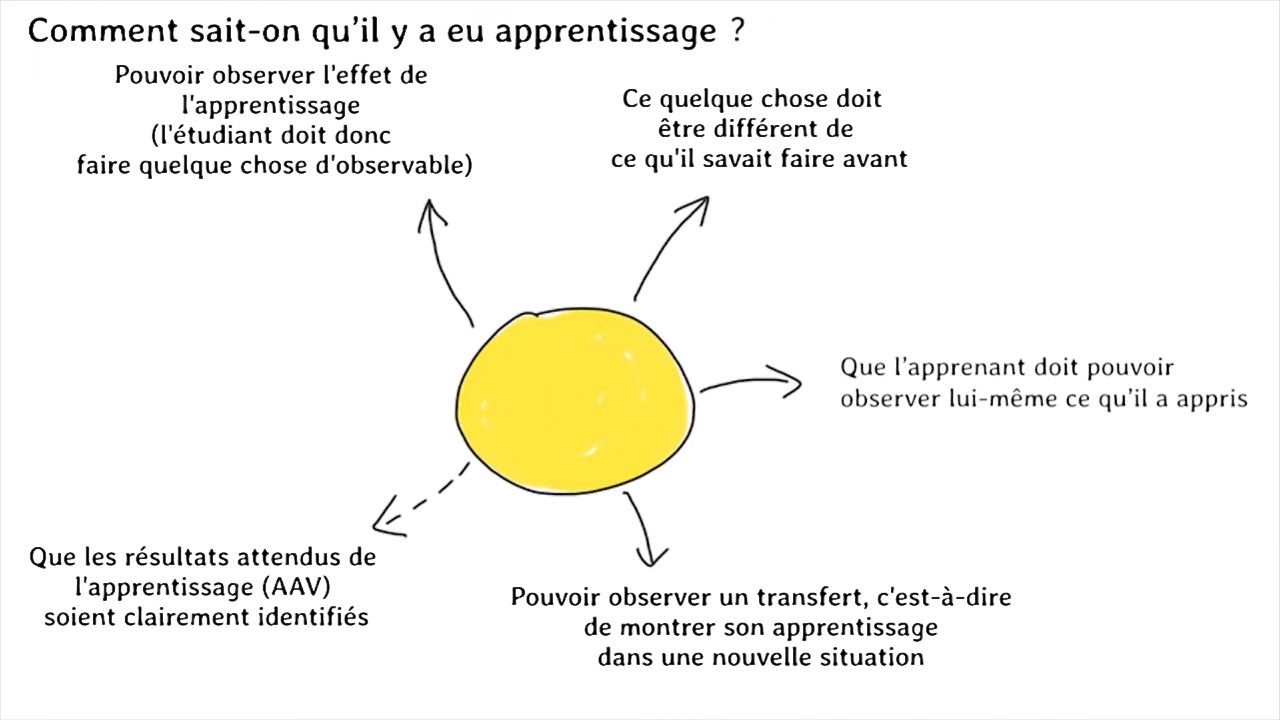 Comment sait-on qu’il y a eu apprentissage ?
Pouvoir observer l'effet de
l'apprentissage
(l'étudiant doit donc
faire quelque chose d'observable)
Ce quelque chose doit
être différent de
ce qu'il savait faire avant
Que l’apprenant doit pouvoir
observer lui-même ce qu’il a appris
Que les résultats attendus de
l'apprentissage (AAV)
soient clairement identifiés
Pouvoir observer un transfert, c'est-à-dire
de montrer son apprentissage
dans une nouvelle situation